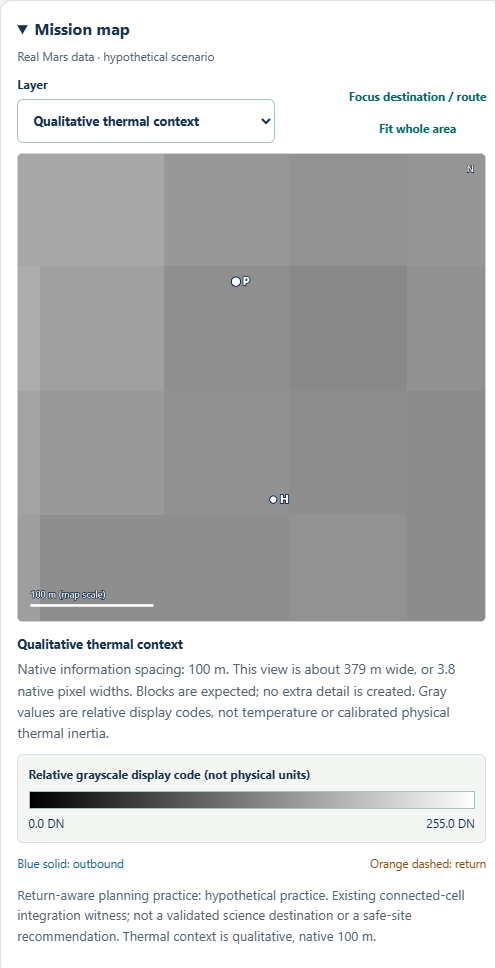 ▼ Mission map
Real Mars data · hypothetical scenario
Layer
Focus destination / route
Qualitative thermal context
Fit whole area
N
P
H
100 m (map scale)
Qualitative thermal context
Native information spacing: 100 m. This view is about 379 m wide, or 3.8
native pixel widths. Blocks are expected; no extra detail is created. Gray
values are relative display codes, not temperature or calibrated physical
thermal inertia.
Relative grayscale display code (not physical units)
0.0 DN 255.0 DN
Blue solid: outbound Orange dashed: return
Return-aware planning practice: hypothetical practice. Existing connected-cell
integration witness; not a validated science destination or a safe-site
recommendation. Thermal context is qualitative, native 100 m.